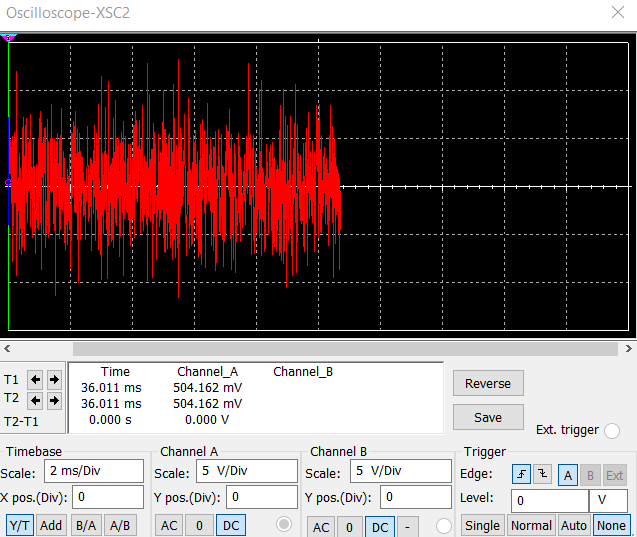 Oscilloscope-XSC2
Time Channel_A Channel_B
T1 36.011 ms 504.162 mV
T2 36.011 ms 504.162 mV
T2-T1 0.000 s 0.000 V
Reverse
Save
Ext. trigger
Timebase
Scale: 2 ms/Div
X pos.(Div): 0
Y/T Add B/A A/B
Channel A
Scale: 5 V/Div
Y pos.(Div): 0
AC 0 DC
Channel B
Scale: 5 V/Div
Y pos.(Div): 0
AC 0 DC -
Trigger
Edge: A B Ext
Level: 0 V
Single Normal Auto None